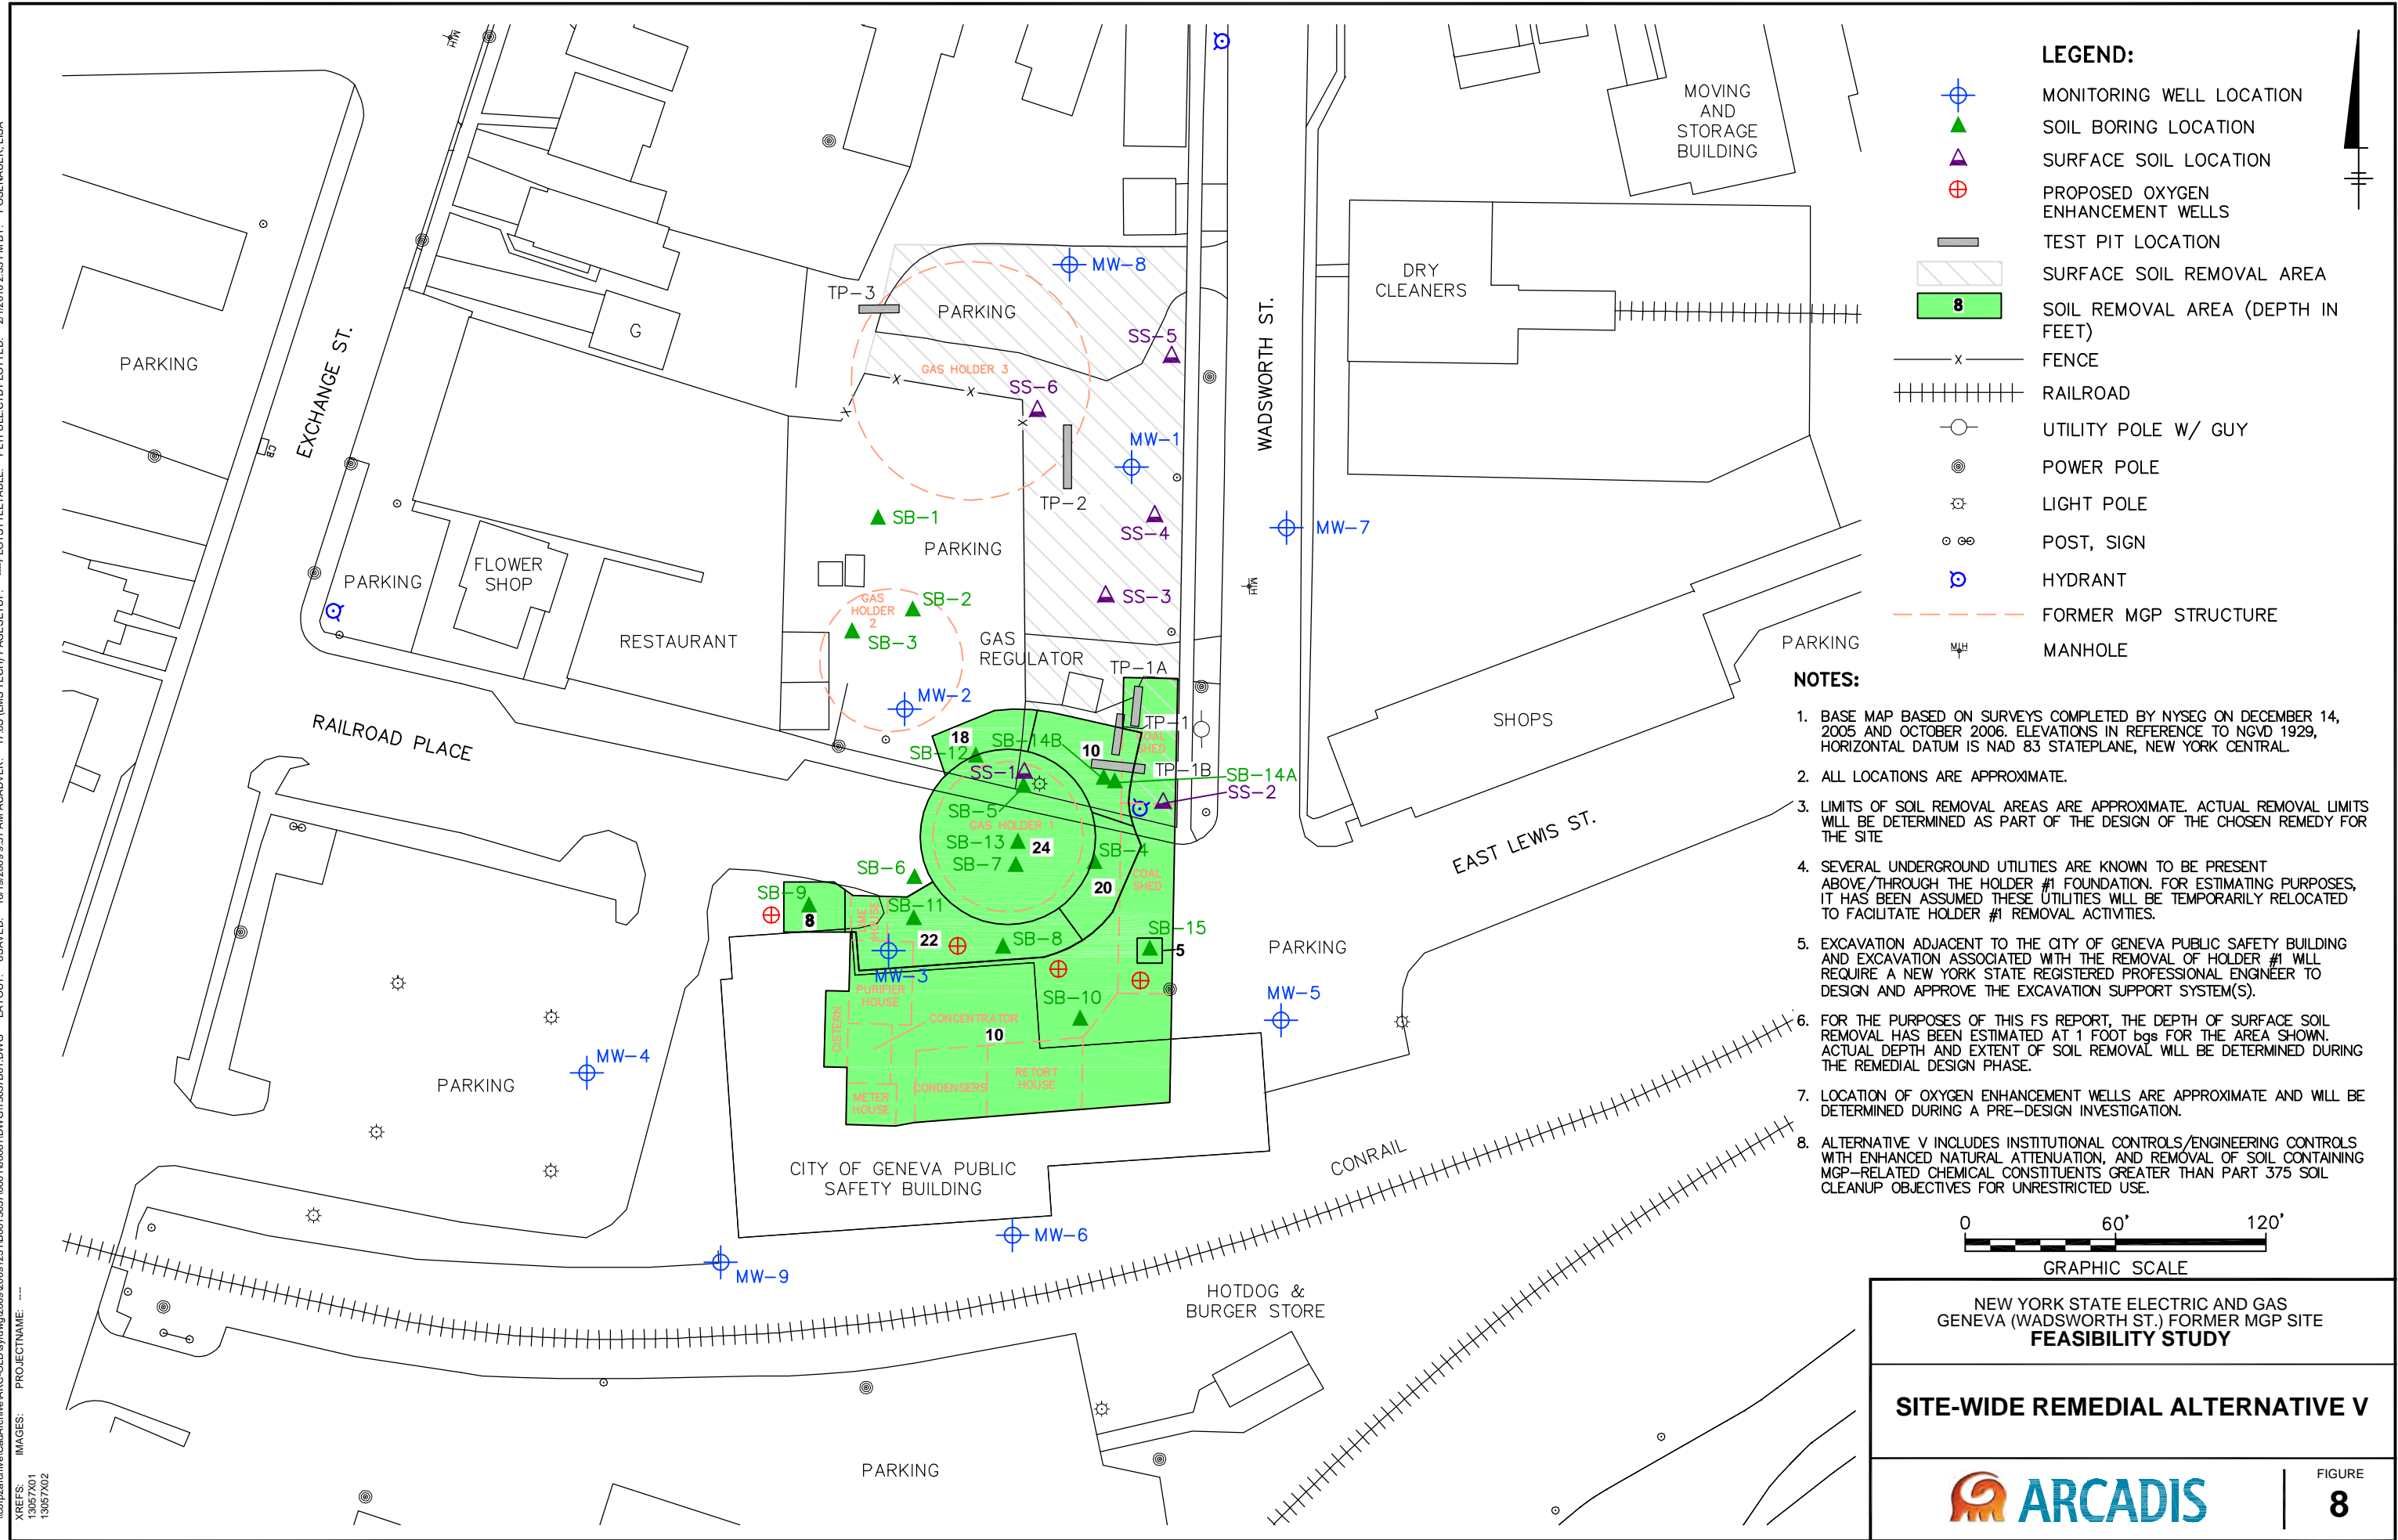 MH
PARKING
EXCHANGE ST.
CB
G
PARKING
FLOWER
SHOP
RESTAURANT
RAILROAD PLACE
TP-3
PARKING
MW-8
GAS HOLDER 3
SS-5
SS-6
MW-1
TP-2
SS-4
SB-1
PARKING
SS-3
GAS
HOLDER
2
SB-2
SB-3
GAS
REGULATOR
MW-2
WADSWORTH ST.
MW-7
MH
MOVING
AND
STORAGE
BUILDING
DRY
CLEANERS
SHOPS
PARKING
EAST LEWIS ST.
TP-1A
TP-1
COAL
SHED
TP-1B
SB-14A
SS-2
18
SB-12
SB-14B
10
SS-1
SB-5
GAS HOLDER 1
SB-13
24
SB-7
SB-4
20
COAL
SHED
SB-6
SB-9
8
LIME
HOUSE
SB-11
22
SB-8
SB-15
5
MW-3
PURIFIER
HOUSE
SB-10
CISTERN
CONCENTRATOR
10
CONDENSERS
RETORT
HOUSE
METER
HOUSE
PARKING
MW-5
MW-4
PARKING
CITY OF GENEVA PUBLIC
SAFETY BUILDING
MW-6
MW-9
CONRAIL
HOTDOG &
BURGER STORE
PARKING
LEGEND:
MONITORING WELL LOCATION
SOIL BORING LOCATION
SURFACE SOIL LOCATION
PROPOSED OXYGEN
ENHANCEMENT WELLS
TEST PIT LOCATION
SURFACE SOIL REMOVAL AREA
8
SOIL REMOVAL AREA (DEPTH IN
FEET)
X
FENCE
RAILROAD
UTILITY POLE W/ GUY
POWER POLE
LIGHT POLE
POST, SIGN
HYDRANT
FORMER MGP STRUCTURE
MH
MANHOLE
NOTES:
1. BASE MAP BASED ON SURVEYS COMPLETED BY NYSEG ON DECEMBER 14,
2005 AND OCTOBER 2006. ELEVATIONS IN REFERENCE TO NGVD 1929,
HORIZONTAL DATUM IS NAD 83 STATEPLANE, NEW YORK CENTRAL.
2. ALL LOCATIONS ARE APPROXIMATE.
3. LIMITS OF SOIL REMOVAL AREAS ARE APPROXIMATE. ACTUAL REMOVAL LIMITS
WILL BE DETERMINED AS PART OF THE DESIGN OF THE CHOSEN REMEDY FOR
THE SITE
4. SEVERAL UNDERGROUND UTILITIES ARE KNOWN TO BE PRESENT
ABOVE/THROUGH THE HOLDER #1 FOUNDATION. FOR ESTIMATING PURPOSES,
IT HAS BEEN ASSUMED THESE UTILITIES WILL BE TEMPORARILY RELOCATED
TO FACILITATE HOLDER #1 REMOVAL ACTIVITIES.
5. EXCAVATION ADJACENT TO THE CITY OF GENEVA PUBLIC SAFETY BUILDING
AND EXCAVATION ASSOCIATED WITH THE REMOVAL OF HOLDER #1 WILL
REQUIRE A NEW YORK STATE REGISTERED PROFESSIONAL ENGINEER TO
DESIGN AND APPROVE THE EXCAVATION SUPPORT SYSTEM(S).
6. FOR THE PURPOSES OF THIS FS REPORT, THE DEPTH OF SURFACE SOIL
REMOVAL HAS BEEN ESTIMATED AT 1 FOOT bgs FOR THE AREA SHOWN.
ACTUAL DEPTH AND EXTENT OF SOIL REMOVAL WILL BE DETERMINED DURING
THE REMEDIAL DESIGN PHASE.
7. LOCATION OF OXYGEN ENHANCEMENT WELLS ARE APPROXIMATE AND WILL BE
DETERMINED DURING A PRE-DESIGN INVESTIGATION.
8. ALTERNATIVE V INCLUDES INSTITUTIONAL CONTROLS/ENGINEERING CONTROLS
WITH ENHANCED NATURAL ATTENUATION, AND REMOVAL OF SOIL CONTAINING
MGP-RELATED CHEMICAL CONSTITUENTS GREATER THAN PART 375 SOIL
CLEANUP OBJECTIVES FOR UNRESTRICTED USE.
0 60' 120'
GRAPHIC SCALE
NEW YORK STATE ELECTRIC AND GAS
GENEVA (WADSWORTH ST.) FORMER MGP SITE
FEASIBILITY STUDY
SITE-WIDE REMEDIAL ALTERNATIVE V
ARCADIS
FIGURE
8
XREFS: IMAGES: PROJECTNAME: ----
13057X01
13057X02